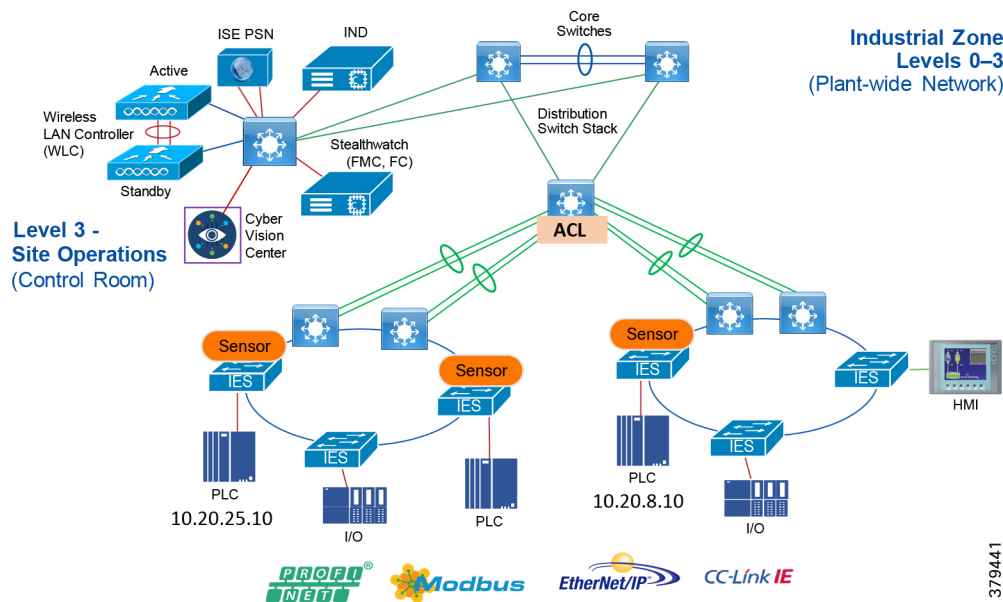 ISE PSN
IND
Core
Switches
Industrial Zone
Levels 0–3
(Plant-wide Network)
Active
Wireless
LAN Controller
(WLC)
Standby
Distribution
Switch Stack
Stealthwatch
(FMC, FC)
Cyber
Vision
Center
Level 3 -
Site Operations
(Control Room)
ACL
Sensor
IES
Sensor
IES
IES
PLC
10.20.25.10
I/O
PLC
Sensor
IES
IES
HMI
IES
PLC
10.20.8.10
I/O
PROFI®
NET
Modbus
EtherNet/IP™
CC-Link IE
379441